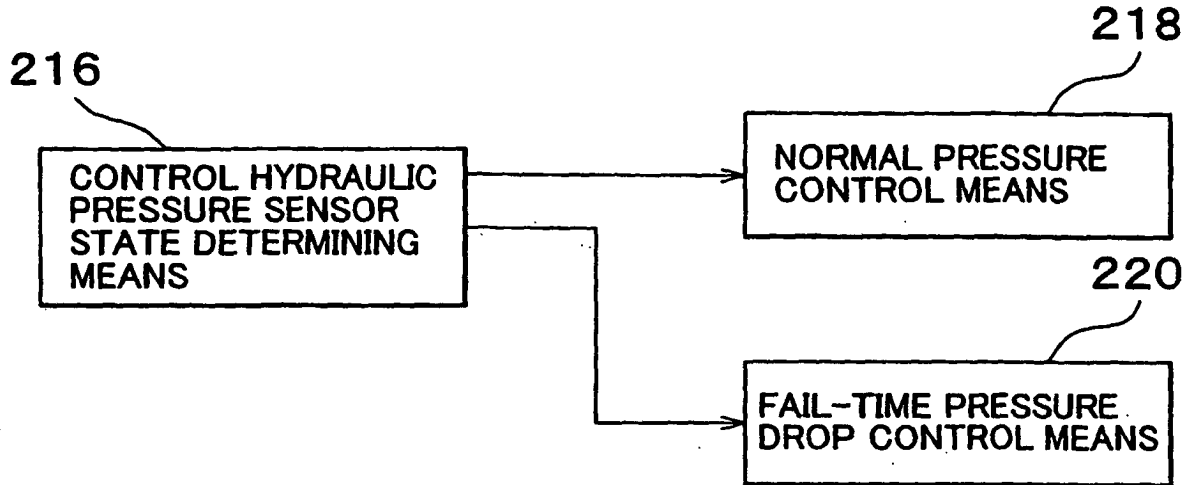 216
CONTROL HYDRAULIC
PRESSURE SENSOR
STATE DETERMINING
MEANS
218
NORMAL PRESSURE
CONTROL MEANS
220
FAIL-TIME PRESSURE
DROP CONTROL MEANS